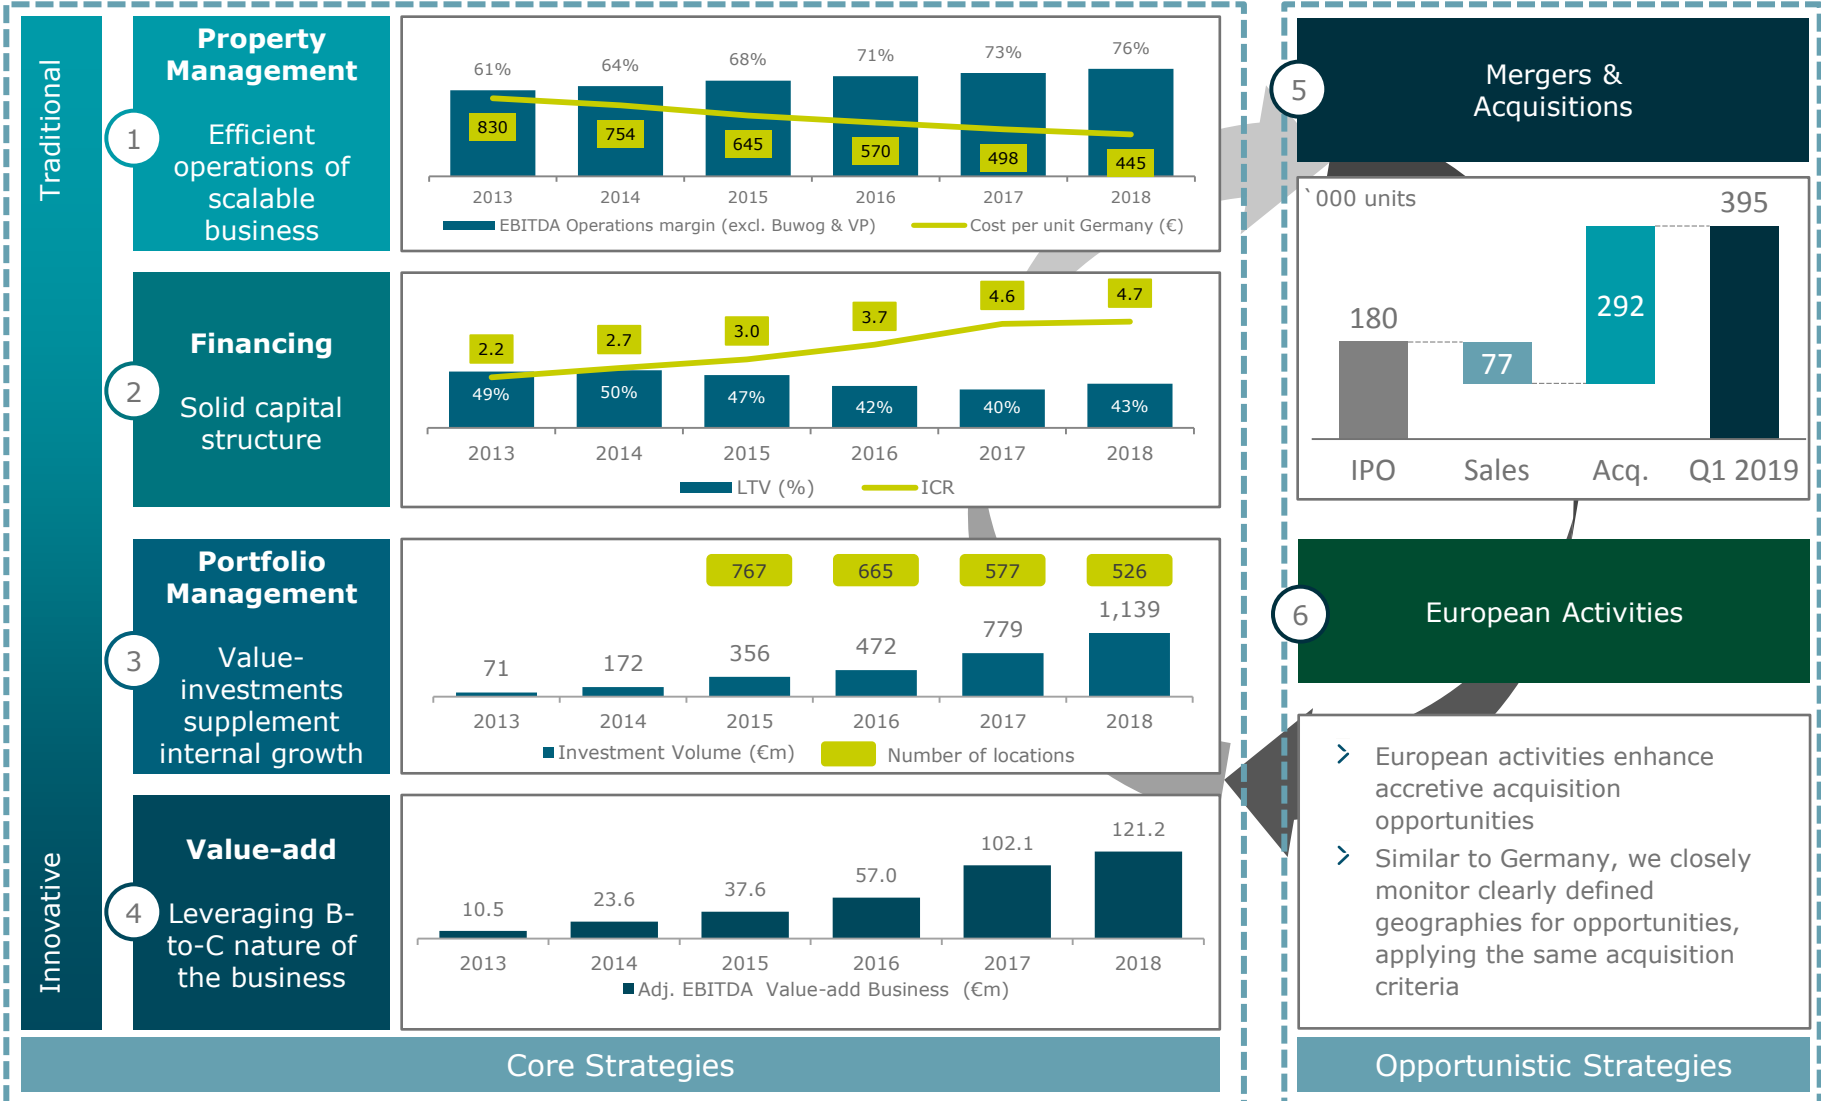 Traditional
Innovative
Property
Management
1
Efficient
operations of
scalable
business
61%
64%
68%
71%
73%
76%
830
754
645
570
498
445
2013
2014
2015
2016
2017
2018
EBITDA Operations margin (excl. Buwog & VP)
Cost per unit Germany (€)
Financing
2
Solid capital
structure
2.2
2.7
3.0
3.7
4.6
4.7
49%
50%
47%
42%
40%
43%
2013
2014
2015
2016
2017
2018
LTV (%)
ICR
Portfolio
Management
3
Value-
investments
supplement
internal growth
767
665
577
526
71
172
356
472
779
1,139
2013
2014
2015
2016
2017
2018
Investment Volume (€m)
Number of locations
Value-add
4
Leveraging B-
to-C nature of
the business
10.5
23.6
37.6
57.0
102.1
121.2
2013
2014
2015
2016
2017
2018
Adj. EBITDA Value-add Business (€m)
Core Strategies
5
Mergers &
Acquisitions
`000 units
180
77
292
395
IPO
Sales
Acq.
Q1 2019
6
European Activities
European activities enhance
accretive acquisition
opportunities
Similar to Germany, we closely
monitor clearly defined
geographies for opportunities,
applying the same acquisition
criteria
Opportunistic Strategies